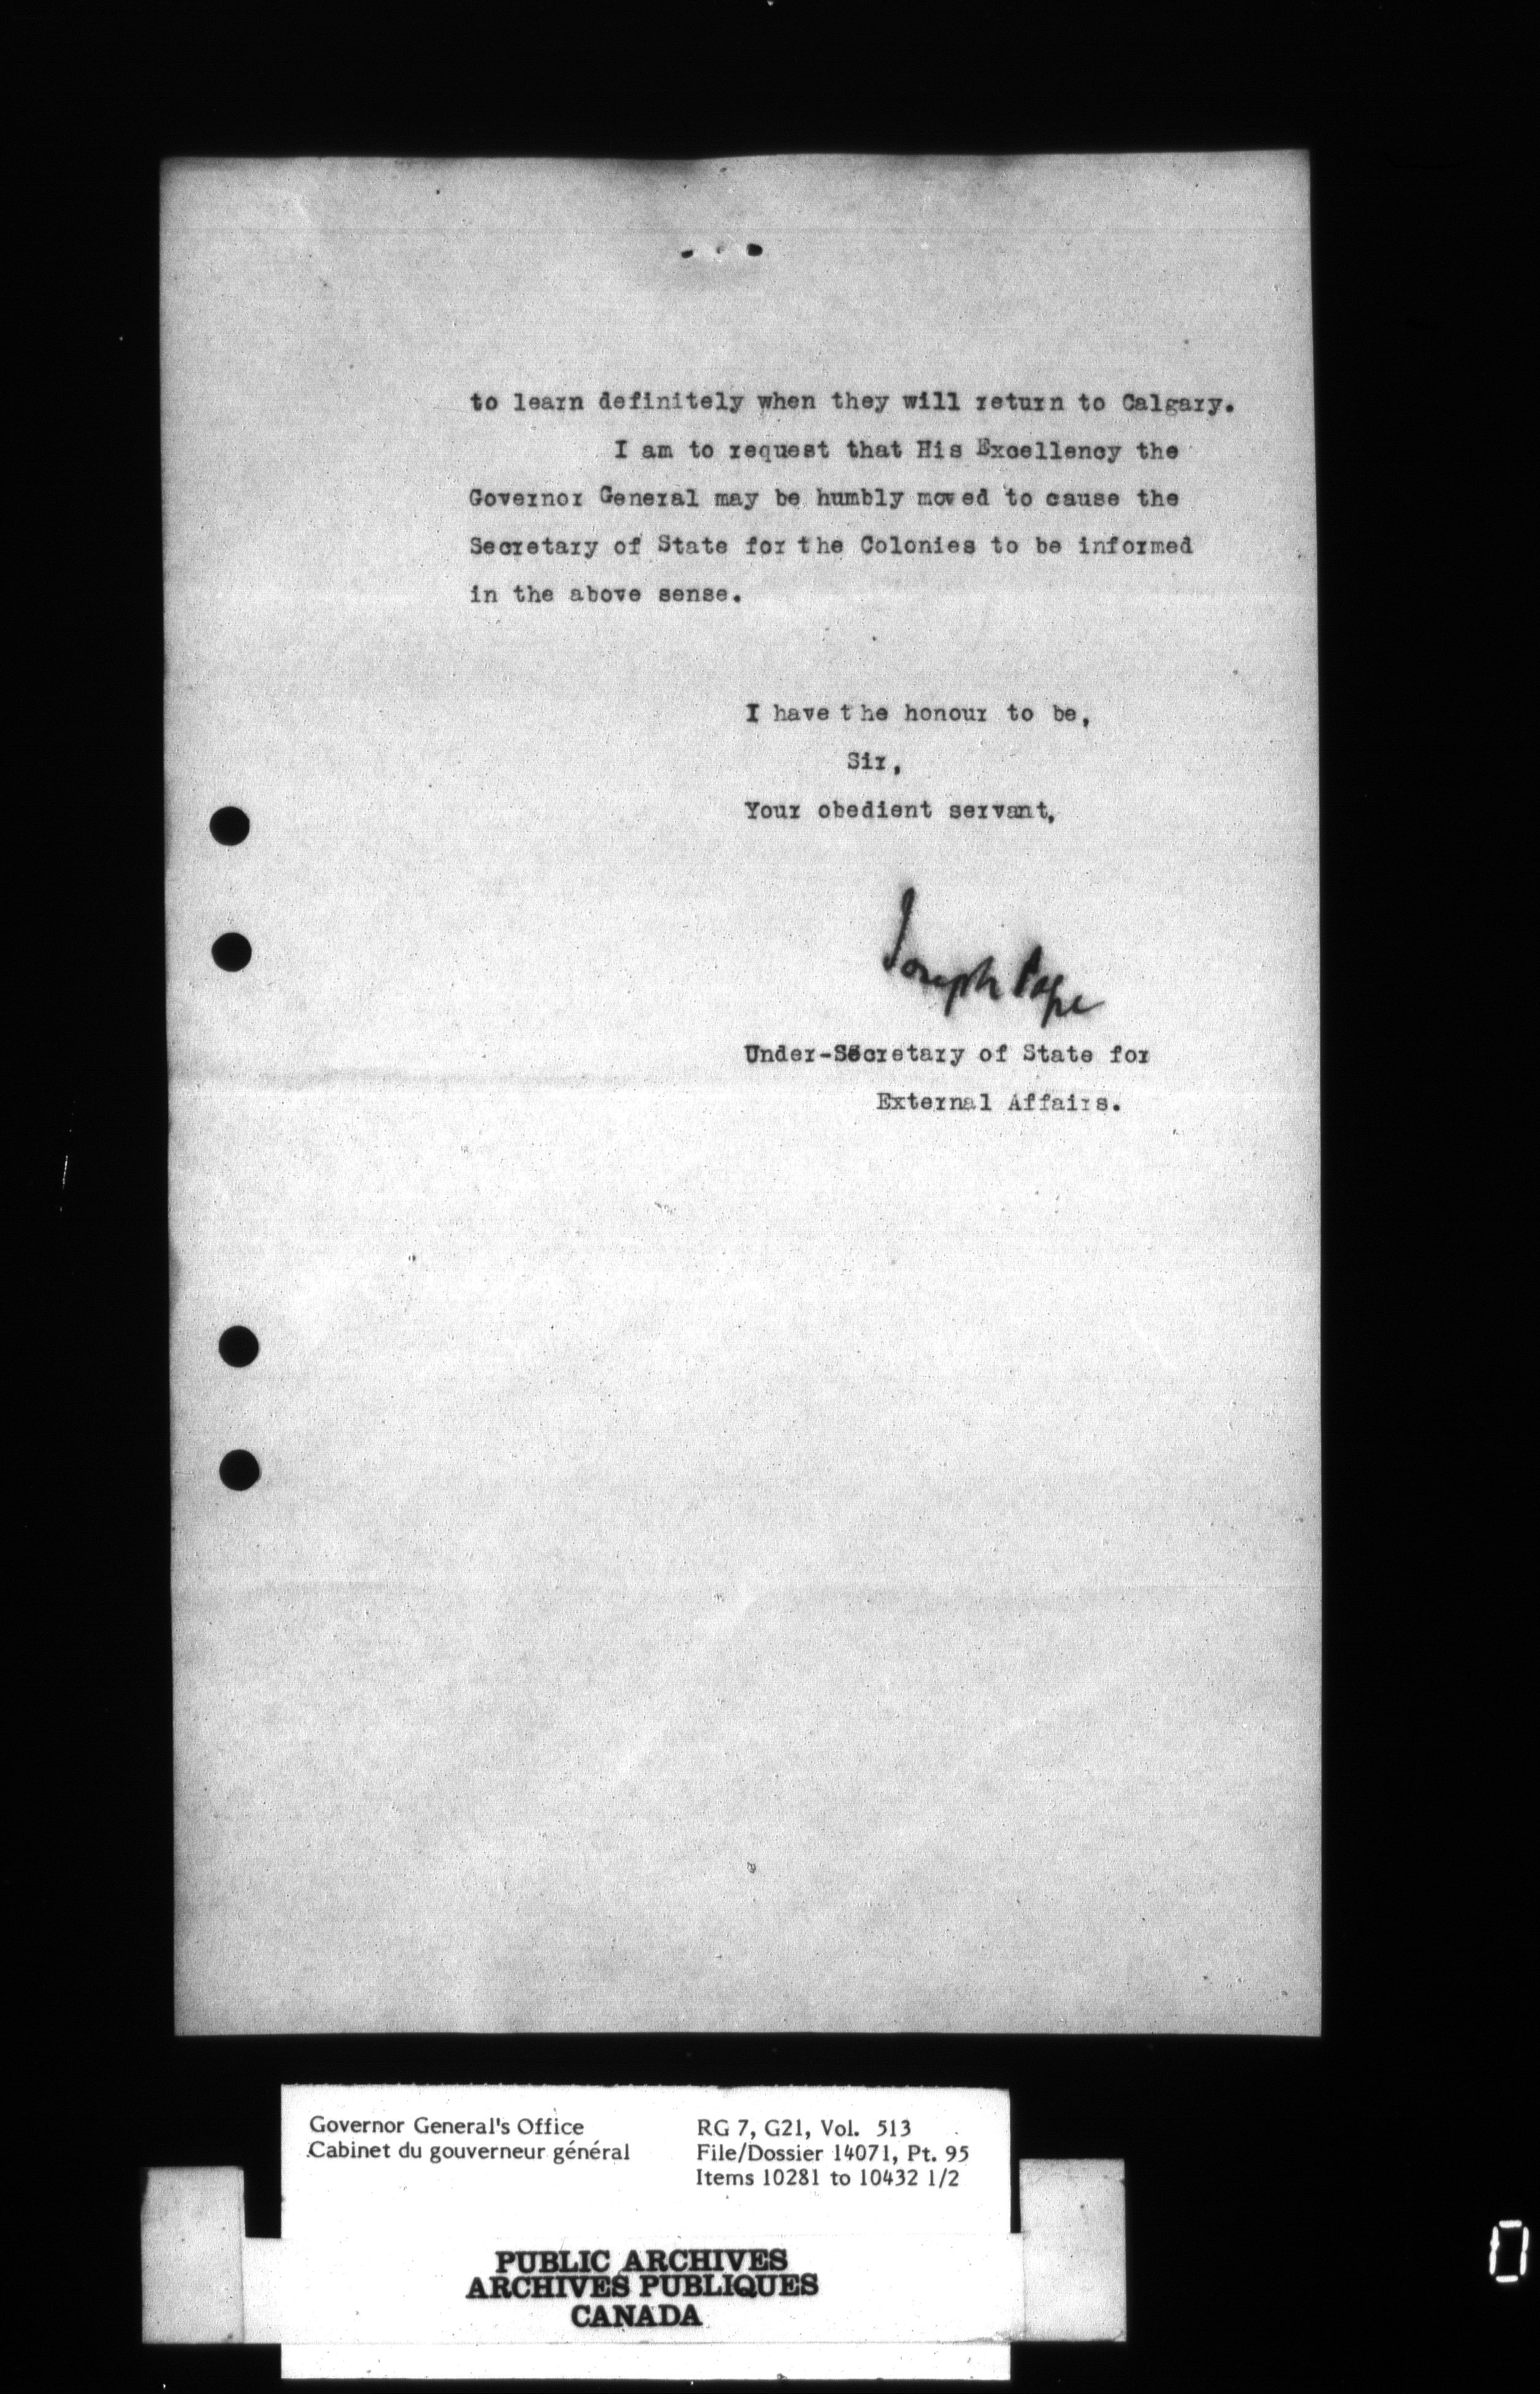 to learn definitely when they will return to Calgary.
I am to request that His Excellency the
Governor General may be humbly moved to cause the
Secretary of State for the Colonies to be informed
in the above sense.
I have the honour to be,
Sir,
Your obedient servant,
Joseph Pope
Under-Secretary of State for
External Affairs.
Governor General's Office
Cabinet du gouverneur général
RG 7, G21, Vol. 513
File/Dossier 14071, Pt. 95
Items 10281 to 10432 1/2
PUBLIC ARCHIVES
ARCHIVES PUBLIQUES
CANADA
0